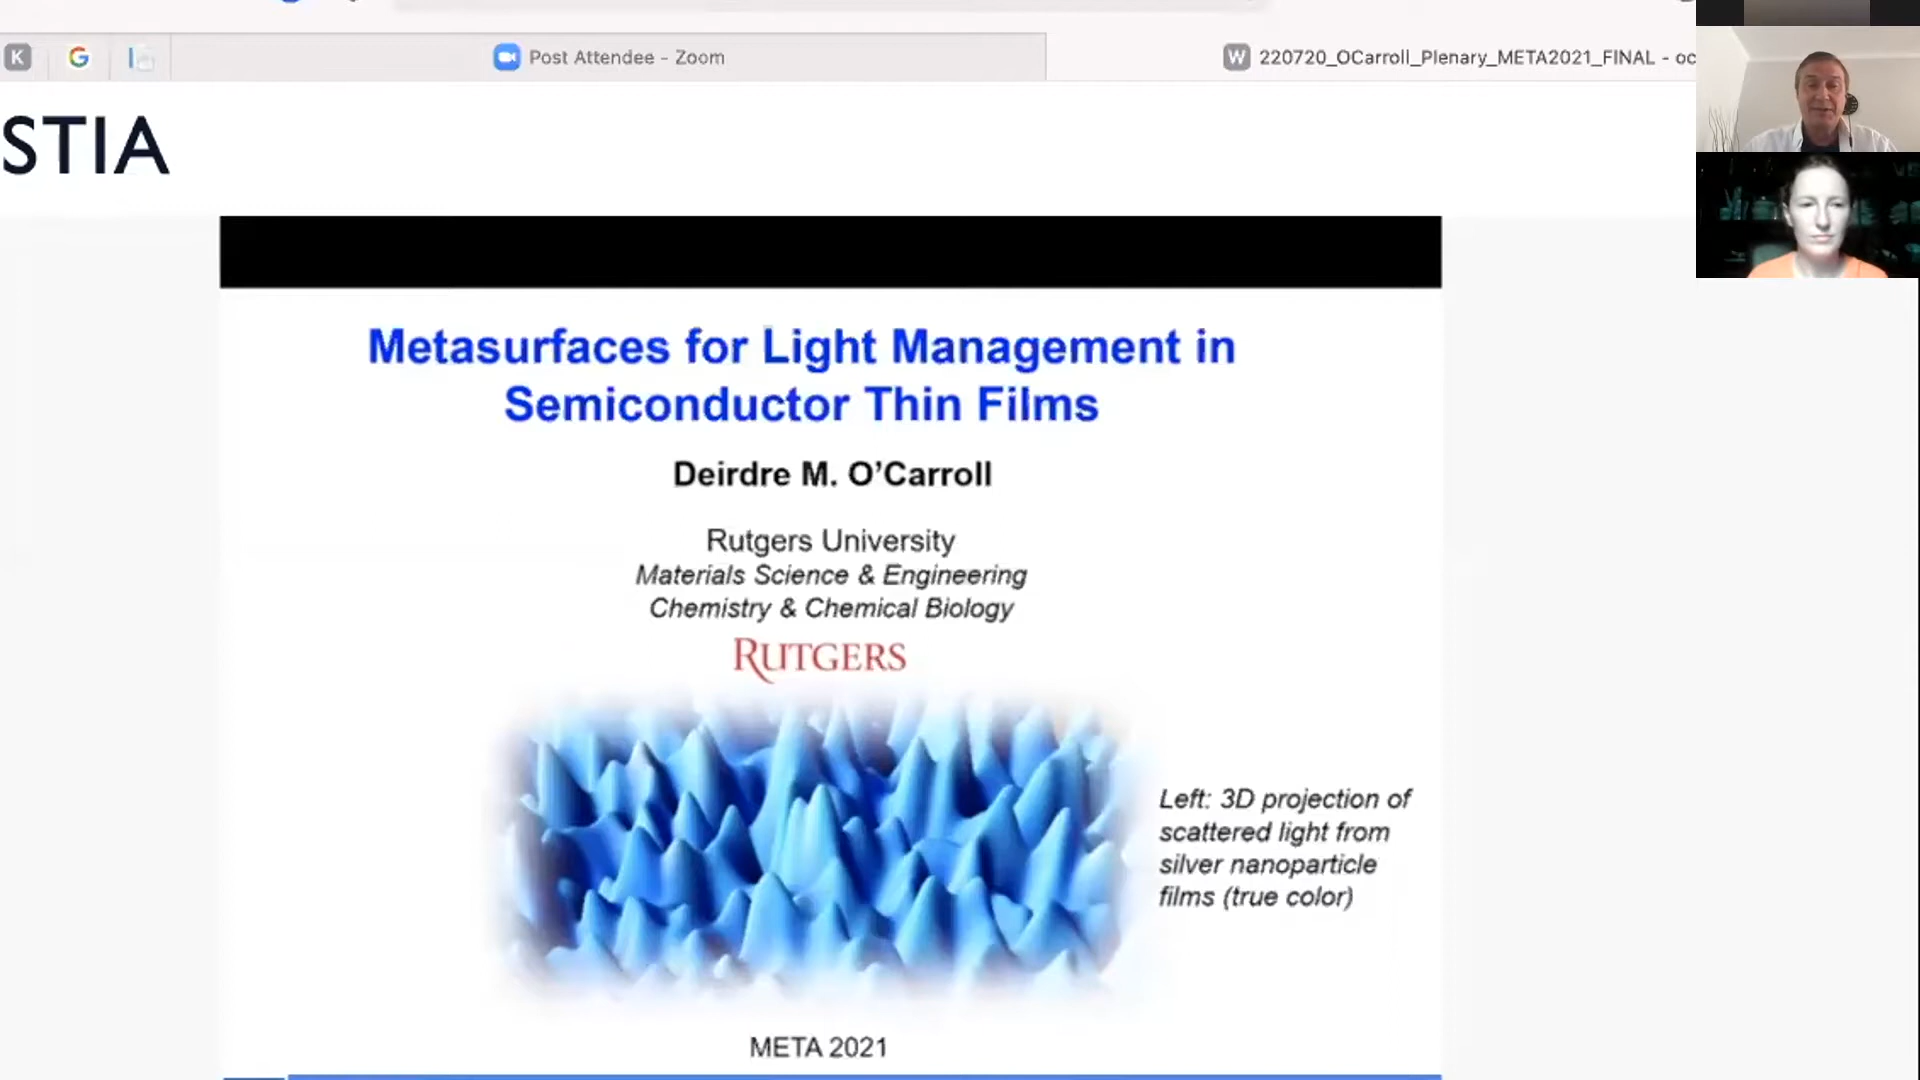 K
G
Post Attendee - Zoom
W
220720_OCarroll_Plenary_META2021_FINAL - oc
STIA
Metasurfaces for Light Management in
Semiconductor Thin Films
Deirdre M. O’Carroll
Rutgers University
Materials Science & Engineering
Chemistry & Chemical Biology
RUTGERS
Left: 3D projection of
scattered light from
silver nanoparticle
films (true color)
META 2021